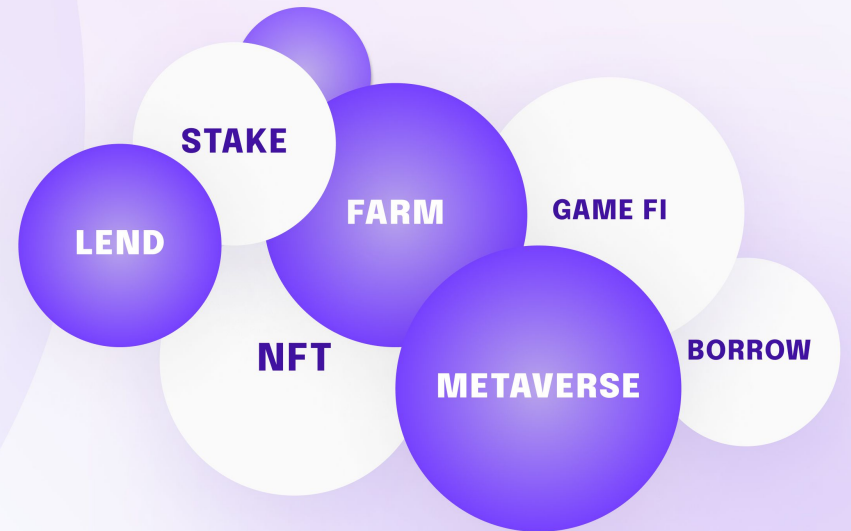 STAKE
LEND
FARM
GAME FI
NFT
METAVERSE
BORROW